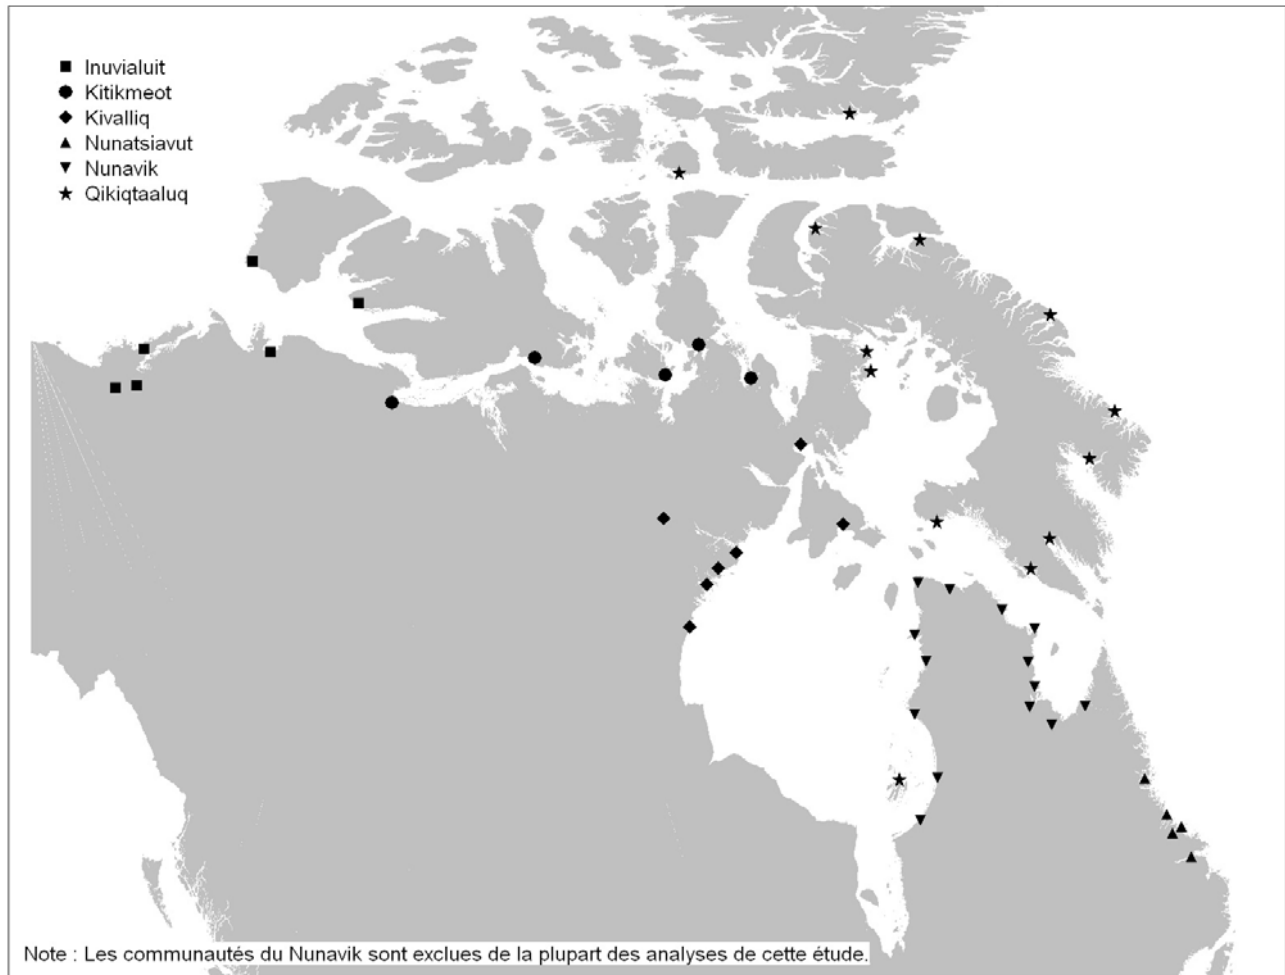 Inuvialuit
Kitikmeot
Kivalliq
Nunatsiavut
Nunavik
Qikiqtaaluq
Note : Les communautés du Nunavik sont exclues de la plupart des analyses de cette étude.